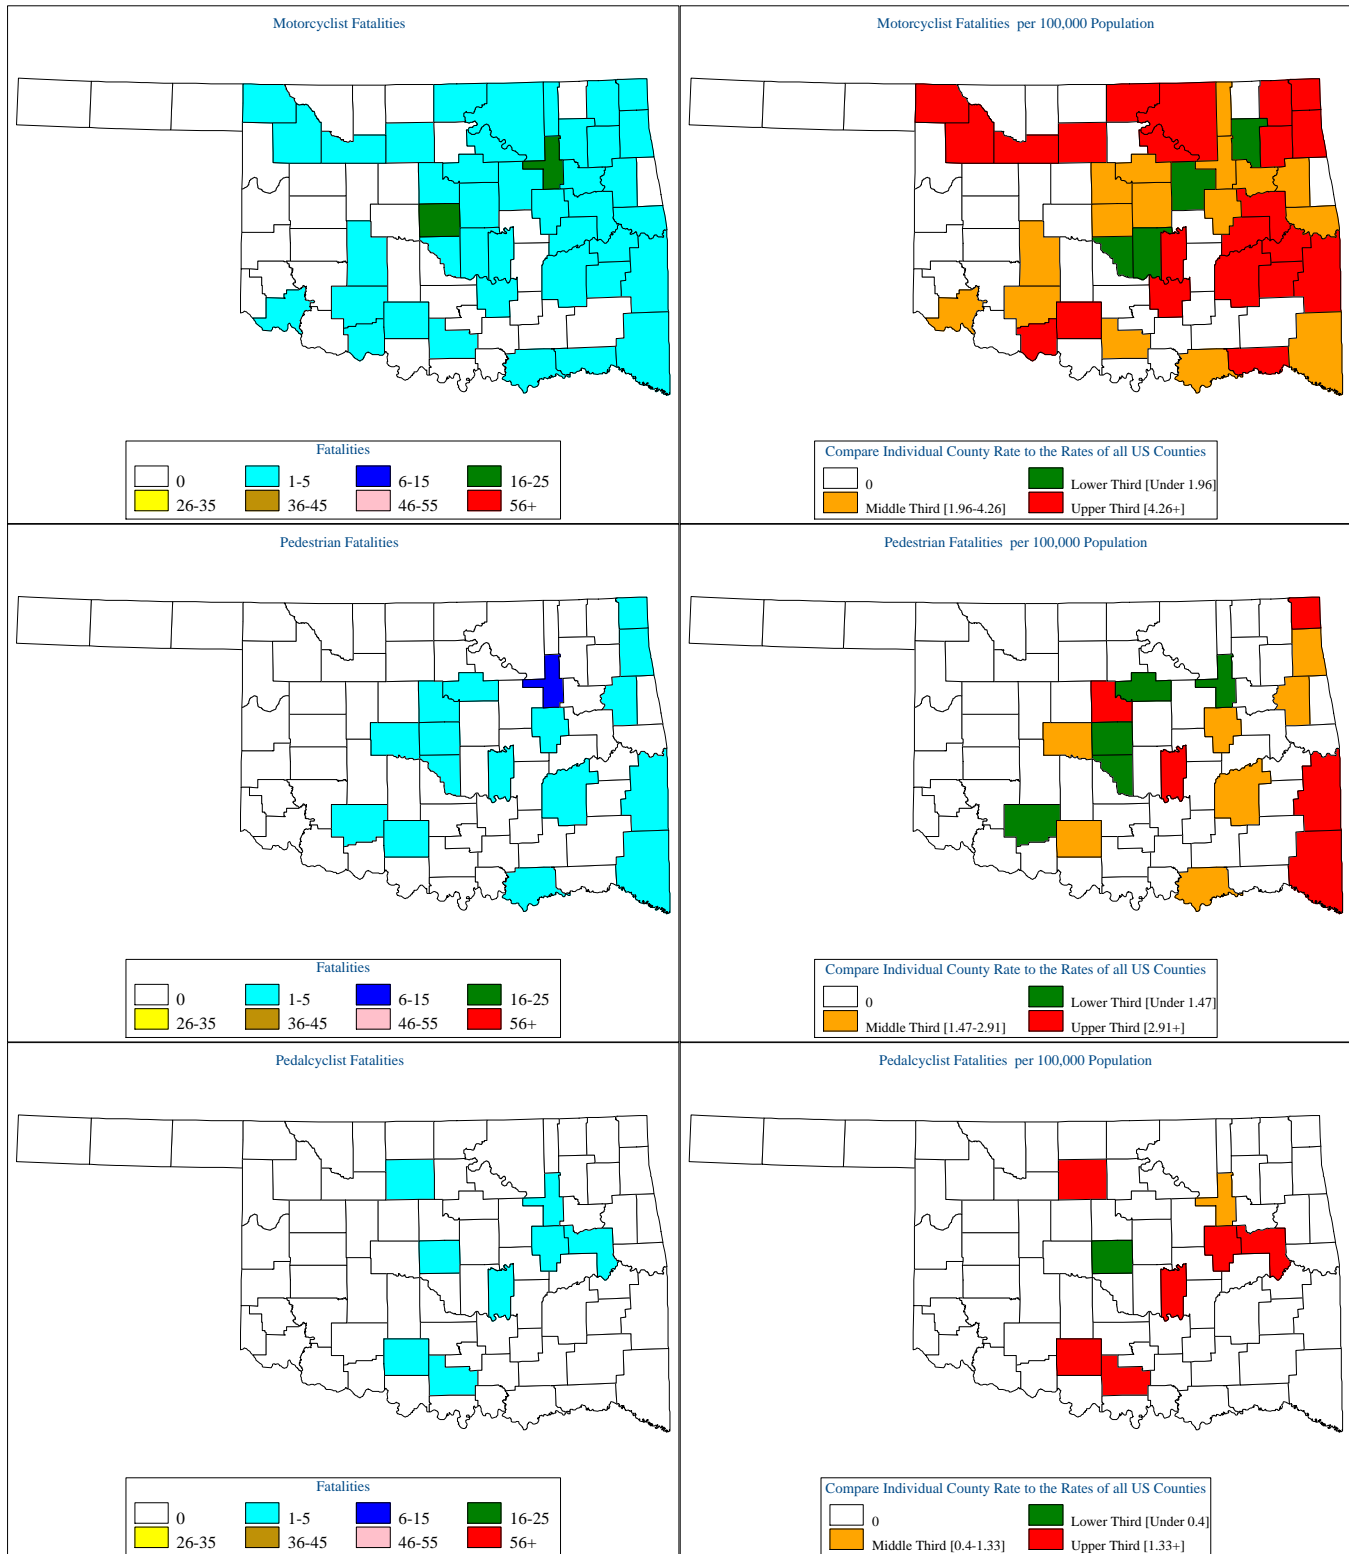 Motorcyclist Fatalities
Fatalities
0 1-5 6-15 16-25
26-35 36-45 46-55 56+
Motorcyclist Fatalities per 100,000 Population
Compare Individual County Rate to the Rates of all US Counties
0 Lower Third [Under 1.96]
Middle Third [1.96-4.26] Upper Third [4.26+]
Pedestrian Fatalities
Fatalities
0 1-5 6-15 16-25
26-35 36-45 46-55 56+
Pedestrian Fatalities per 100,000 Population
Compare Individual County Rate to the Rates of all US Counties
0 Lower Third [Under 1.47]
Middle Third [1.47-2.91] Upper Third [2.91+]
Pedalcyclist Fatalities
Fatalities
0 1-5 6-15 16-25
26-35 36-45 46-55 56+
Pedalcyclist Fatalities per 100,000 Population
Compare Individual County Rate to the Rates of all US Counties
0 Lower Third [Under 0.4]
Middle Third [0.4-1.33] Upper Third [1.33+]